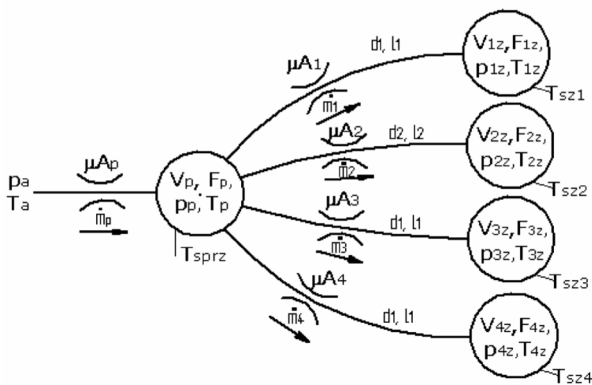 pa
Ta
μAp
ṁp
Vp, Fp,
pp, Tp
Tsprz
μA1
ṁ1
d1, l1
V1z,F1z,
p1z,T1z
Tsz1
μA2
ṁ2
d2, l2
V2z,F2z,
p2z,T2z
Tsz2
μA3
ṁ3
d1, l1
V3z,F3z,
p3z,T3z
Tsz3
μA4
ṁ4
d1, l1
V4z,F4z,
p4z,T4z
Tsz4